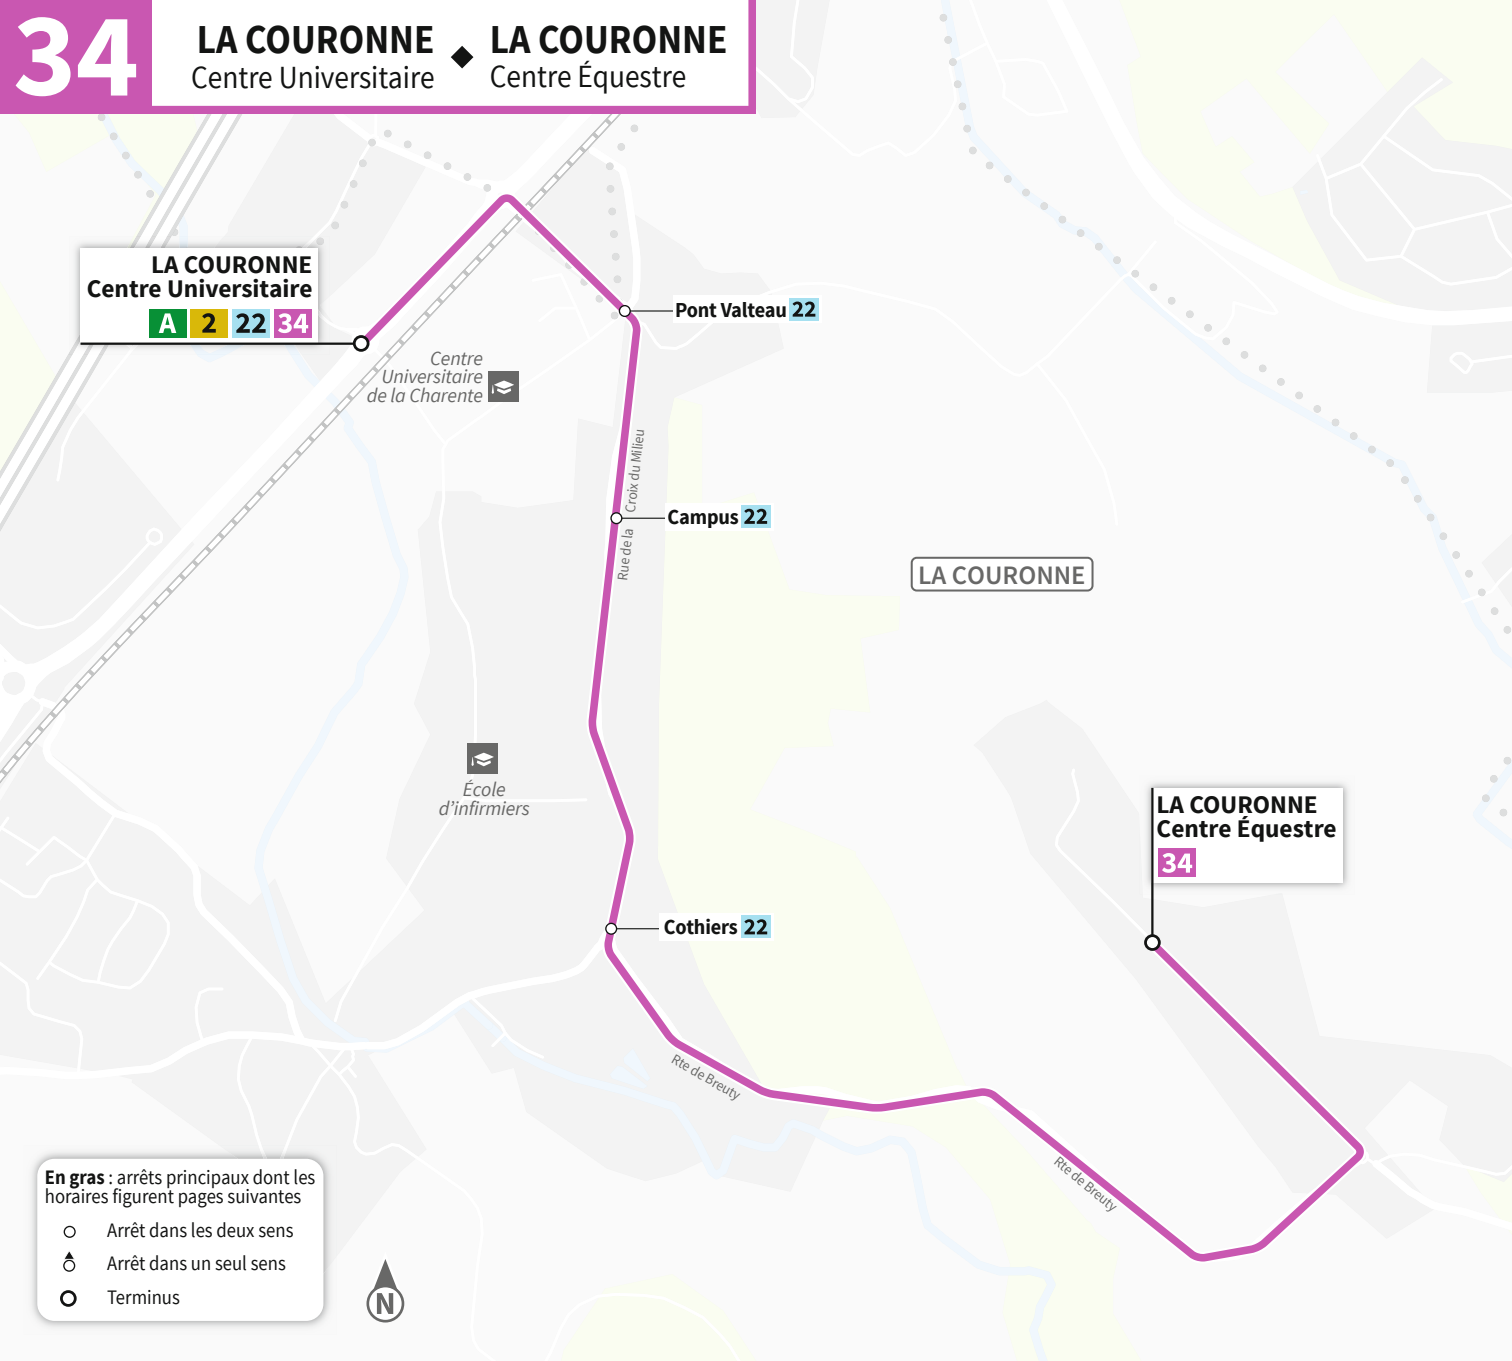 34
LA COURONNE
Centre Universitaire
LA COURONNE
Centre Équestre
LA COURONNE
Centre Universitaire
A 2 22 34
Pont Valteau 22
Centre
Universitaire
de la Charente
Rue de la Croix du Milieu
Campus 22
LA COURONNE
École
d'infirmiers
LA COURONNE
Centre Équestre
34
Cothiers 22
Rte de Breuty
Rte de Breuty
En gras : arrêts principaux dont les
horaires figurent pages suivantes
Arrêt dans les deux sens
Arrêt dans un seul sens
Terminus
N